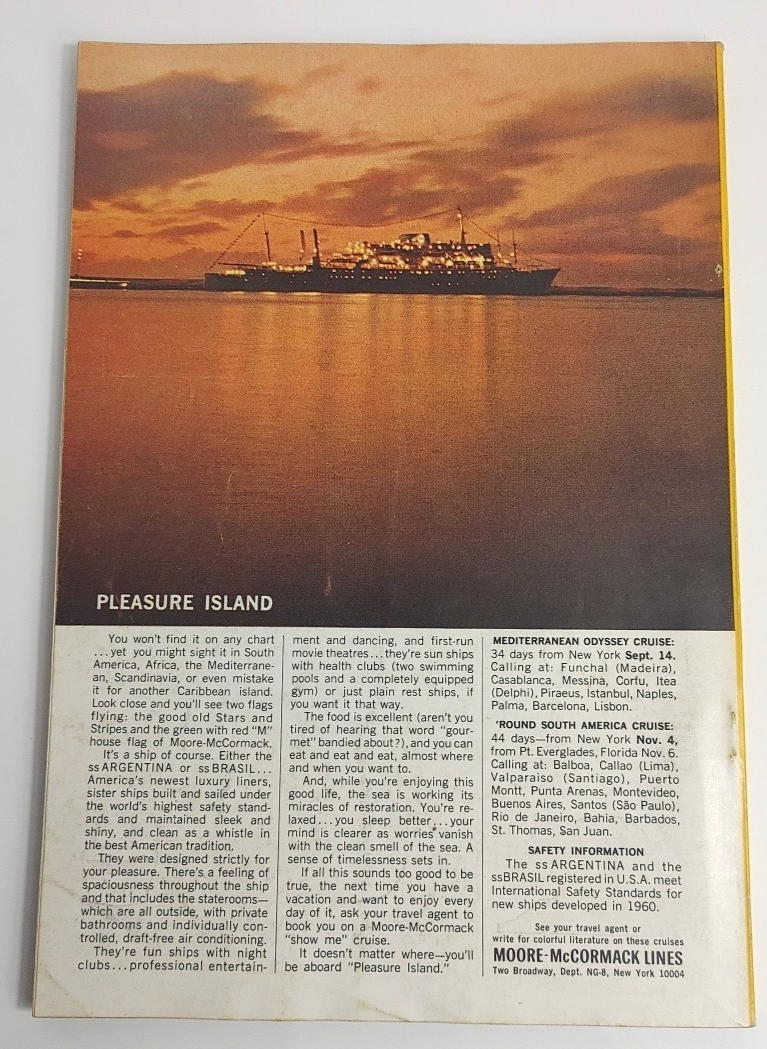 PLEASURE ISLAND
You won't find it on any chart
...yet you might sight it in South
America, Africa, the Mediterrane-
an, Scandinavia, or even mistake
it for another Caribbean island.
Look close and you'll see two flags
flying: the good old Stars and
Stripes and the green with red "M"
house flag of Moore-McCormack.
It's a ship of course. Either the
ss ARGENTINA or ss BRASIL...
America's newest luxury liners,
sister ships built and sailed under
the world's highest safety stand-
ards and maintained sleek and
shiny, and clean as a whistle in
the best American tradition.
They were designed strictly for
your pleasure. There's a feeling of
spaciousness throughout the ship
and that includes the staterooms—
which are all outside, with private
bathrooms and individually con-
trolled, draft-free air conditioning.
They're fun ships with night
clubs...professional entertain-
ment and dancing, and first-run
movie theatres...they're sun ships
with health clubs (two swimming
pools and a completely equipped
gym) or just plain rest ships, if
you want it that way.
The food is excellent (aren't you
tired of hearing that word "gour-
met" bandied about?), and you can
eat and eat and eat, almost where
and when you want to.
And, while you're enjoying this
good life, the sea is working its
miracles of restoration. You're re-
laxed...you sleep better...your
mind is clearer as worries vanish
with the clean smell of the sea. A
sense of timelessness sets in.
If all this sounds too good to be
true, the next time you have a
vacation and want to enjoy every
day of it, ask your travel agent to
book you on a Moore-McCormack
"show me" cruise.
It doesn't matter where—you'll
be aboard "Pleasure Island."
MEDITERRANEAN ODYSSEY CRUISE:
34 days from New York Sept. 14.
Calling at: Funchal (Madeira),
Casablanca, Messina, Corfu, Itea
(Delphi), Piraeus, Istanbul, Naples,
Palma, Barcelona, Lisbon.
'ROUND SOUTH AMERICA CRUISE:
44 days—from New York Nov. 4,
from Pt. Everglades, Florida Nov. 6.
Calling at: Balboa, Callao (Lima),
Valparaiso (Santiago), Puerto
Montt, Punta Arenas, Montevideo,
Buenos Aires, Santos (São Paulo),
Rio de Janeiro, Bahia, Barbados,
St. Thomas, San Juan.
SAFETY INFORMATION
The ss ARGENTINA and the
ss BRASIL registered in U.S.A. meet
International Safety Standards for
new ships developed in 1960.
See your travel agent or
write for colorful literature on these cruises
MOORE-McCORMACK LINES
Two Broadway, Dept. NG-8, New York 10004